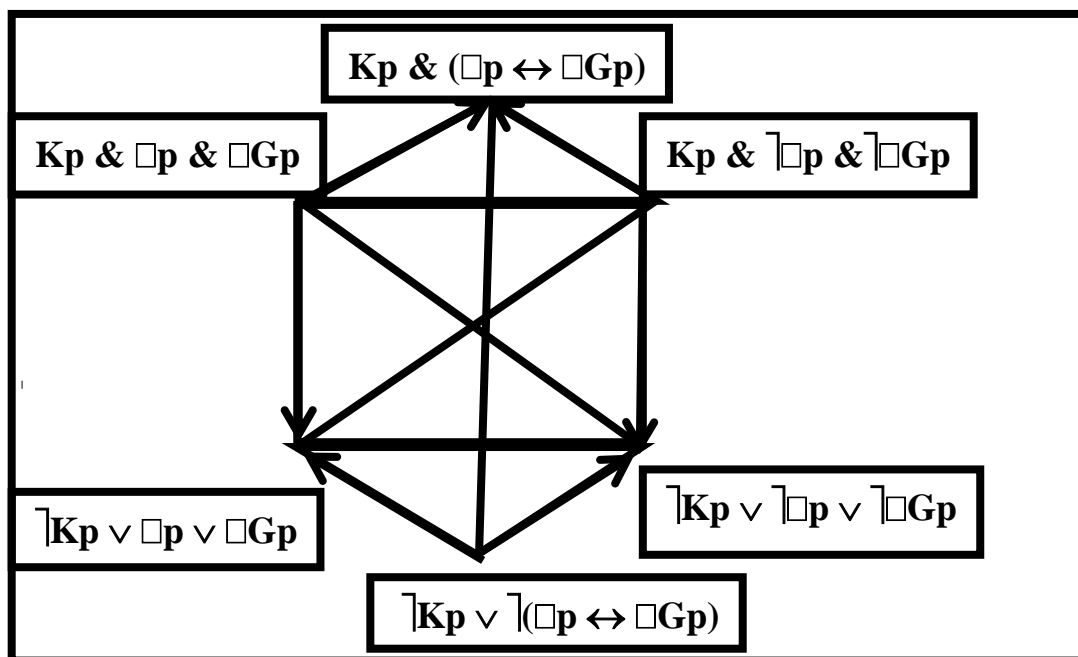 Kp & (□p ↔ □Gp)
Kp & □p & □Gp
Kp & ⏋□p &⏋□Gp
⏋Kp ∨ □p ∨ □Gp
⏋Kp ∨ ⏋□p ∨ ⏋□Gp
⏋Kp ∨ ⏋(□p ↔ □Gp)